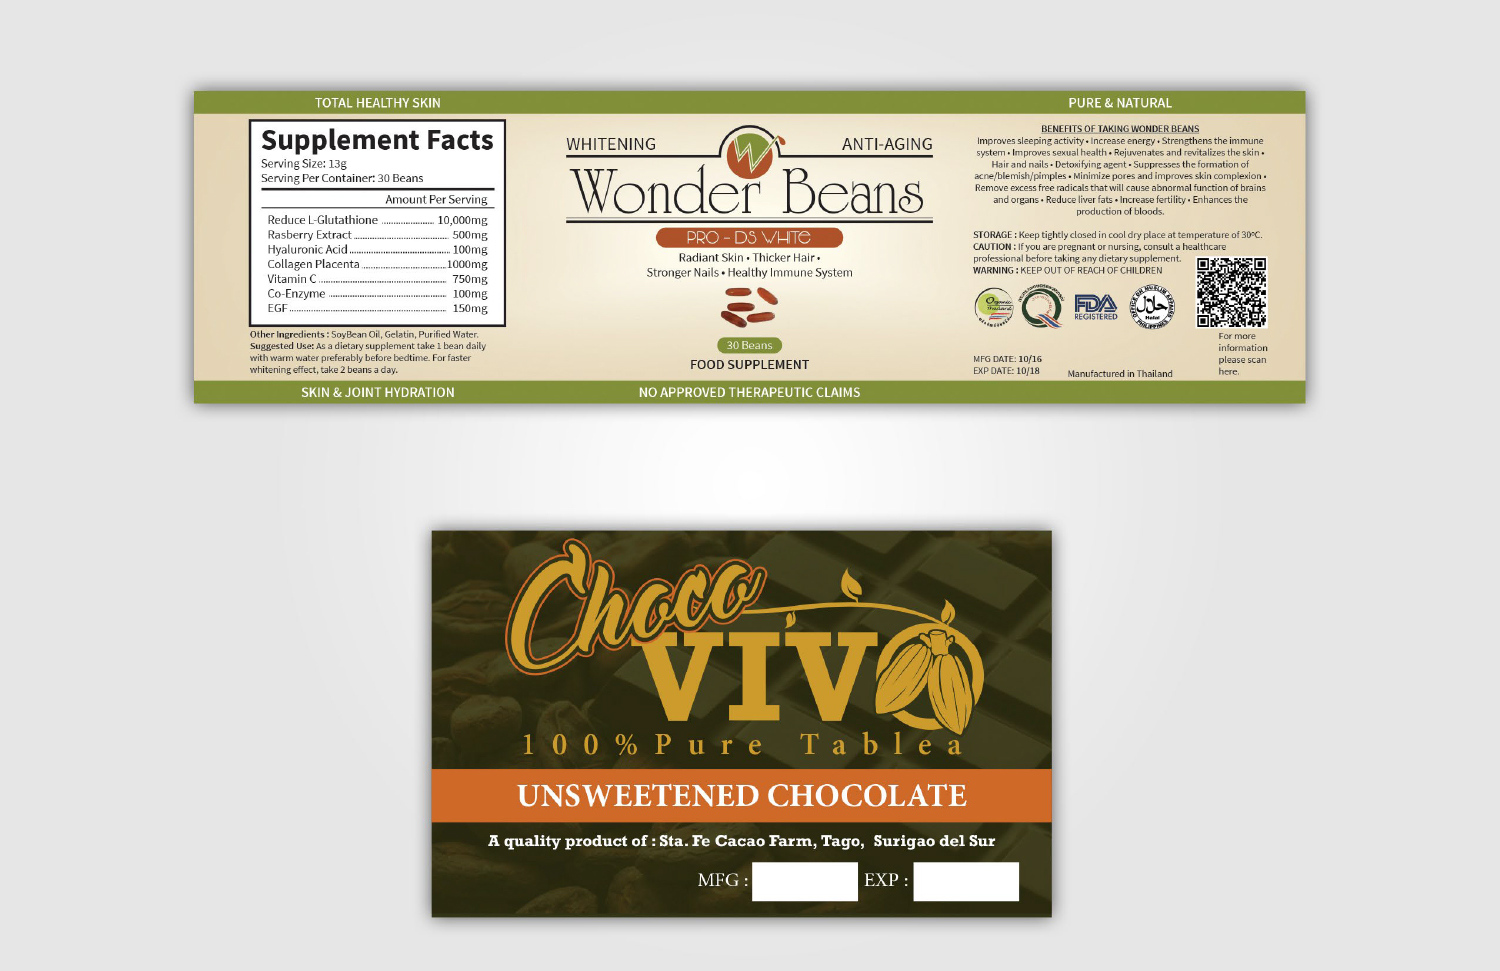 TOTAL HEALTHY SKIN
Supplement Facts
Serving Size: 13g
Serving Per Container: 30 Beans
Amount Per Serving
Reduce L-Glutathione 10,000mg
Rasberry Extract 500mg
Hyaluronic Acid 100mg
Collagen Placenta 1000mg
Vitamin C 750mg
Co-Enzyme 100mg
EGF 150mg
Other Ingredients : SoyBean Oil, Gelatin, Purified Water.
Suggested Use: As a dietary supplement take 1 bean daily
with warm water preferably before bedtime. For faster
whitening effect, take 2 beans a day.
SKIN & JOINT HYDRATION
WHITENING
ANTI-AGING
Wonder Beans
PRO - DS WHITE
Radiant Skin • Thicker Hair •
Stronger Nails • Healthy Immune System
30 Beans
FOOD SUPPLEMENT
NO APPROVED THERAPEUTIC CLAIMS
PURE & NATURAL
BENEFITS OF TAKING WONDER BEANS
Improves sleeping activity • Increase energy • Strengthens the immune
system • Improves sexual health • Rejuvenates and revitalizes the skin •
Hair and nails • Detoxifying agent • Suppresses the formation of
acne/blemish/pimples • Minimize pores and improves skin complexion •
Remove excess free radicals that will cause abnormal function of brains
and organs • Reduce liver fats • Increase fertility • Enhances the
production of bloods.
STORAGE : Keep tightly closed in cool dry place at temperature of 30ºC.
CAUTION : If you are pregnant or nursing, consult a healthcare
professional before taking any dietary supplement.
WARNING : KEEP OUT OF REACH OF CHILDREN
Organic
Thailand
FDA
REGISTERED
حلال
Halal
For more
information
please scan
here.
MFG DATE: 10/16
EXP DATE: 10/18
Manufactured in Thailand
Choco
VIVO
100% Pure Tablea
UNSWEETENED CHOCOLATE
A quality product of : Sta. Fe Cacao Farm, Tago, Surigao del Sur
MFG :
EXP :